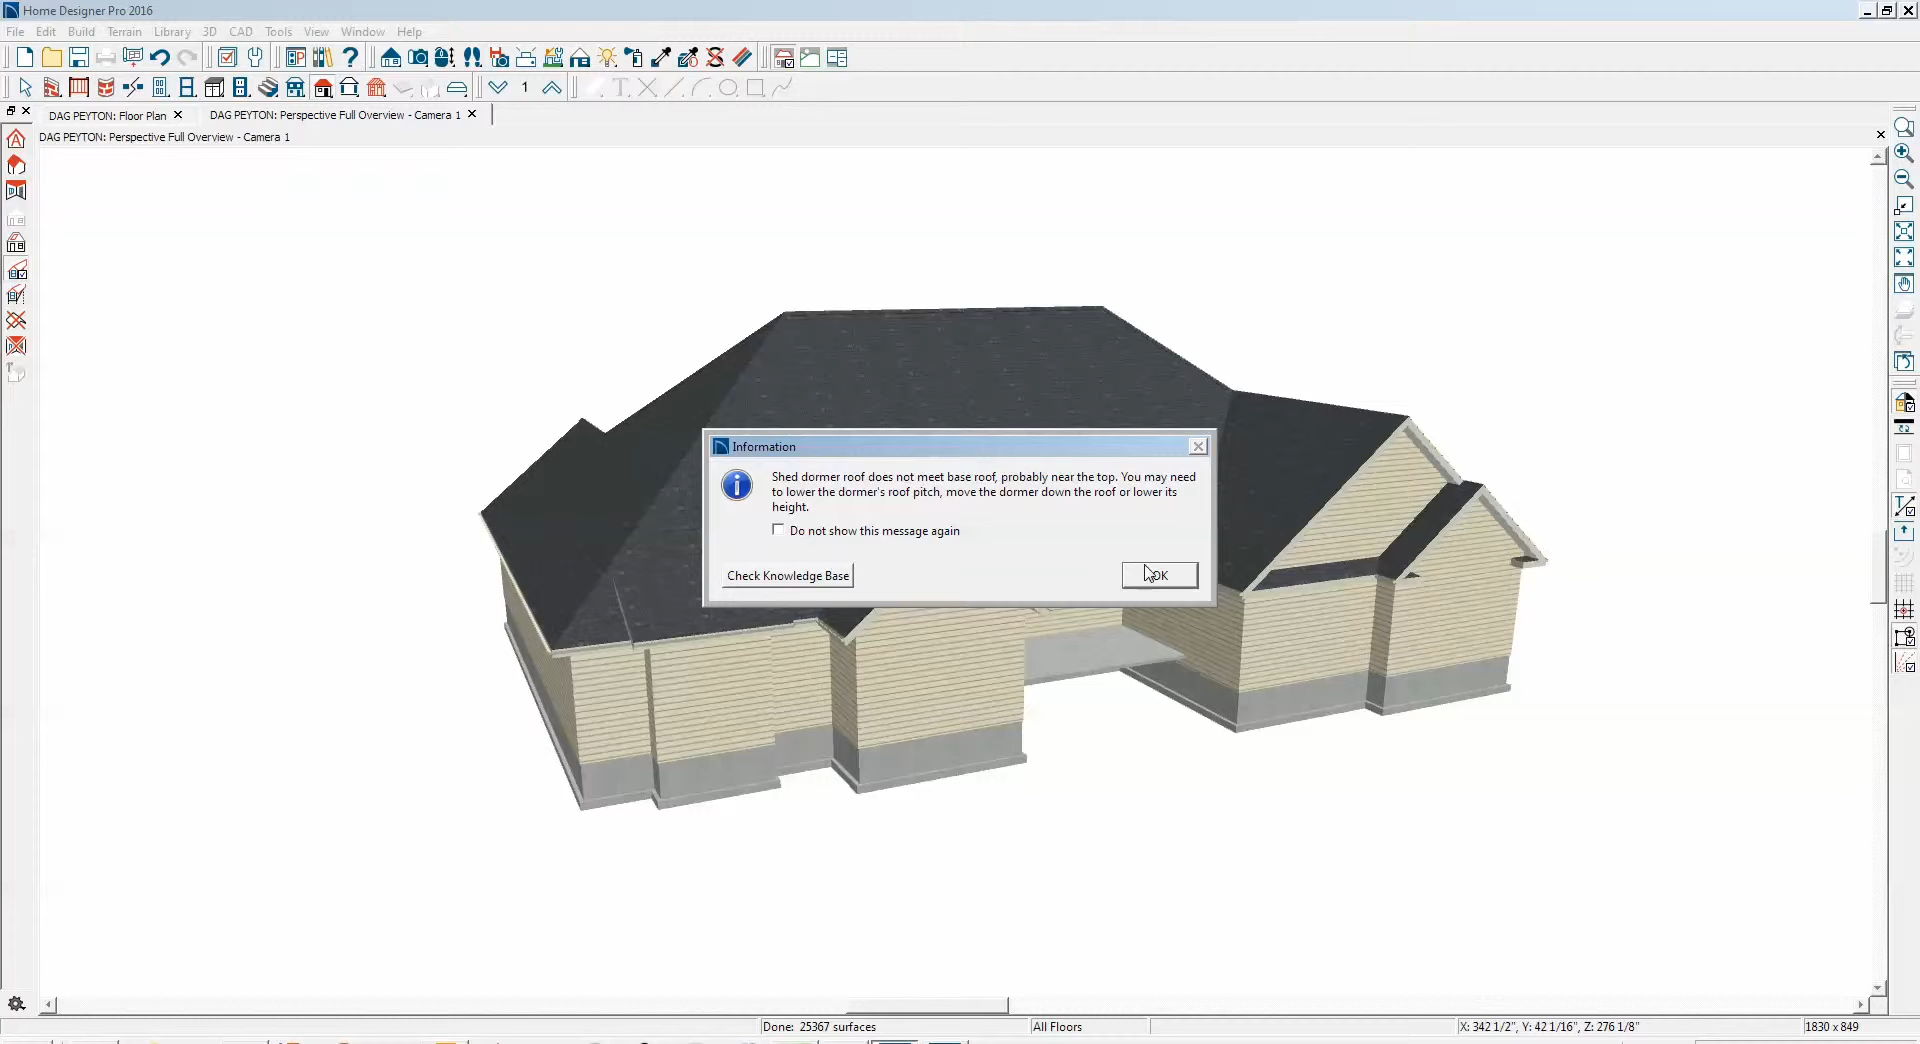 Home Designer Pro 2016
File Edit Build Terrain Library 3D CAD Tools View Window Help
1
DAG PEYTON: Floor Plan DAG PEYTON: Perspective Full Overview - Camera 1
DAG PEYTON: Perspective Full Overview - Camera 1
Information
Shed dormer roof does not meet base roof, probably near the top. You may need
to lower the dormer's roof pitch, move the dormer down the roof or lower its
height.
Do not show this message again
Check Knowledge Base OK
Done: 25367 surfaces All Floors X: 342 1/2", Y: 42 1/16", Z: 276 1/8" 1830 x 849